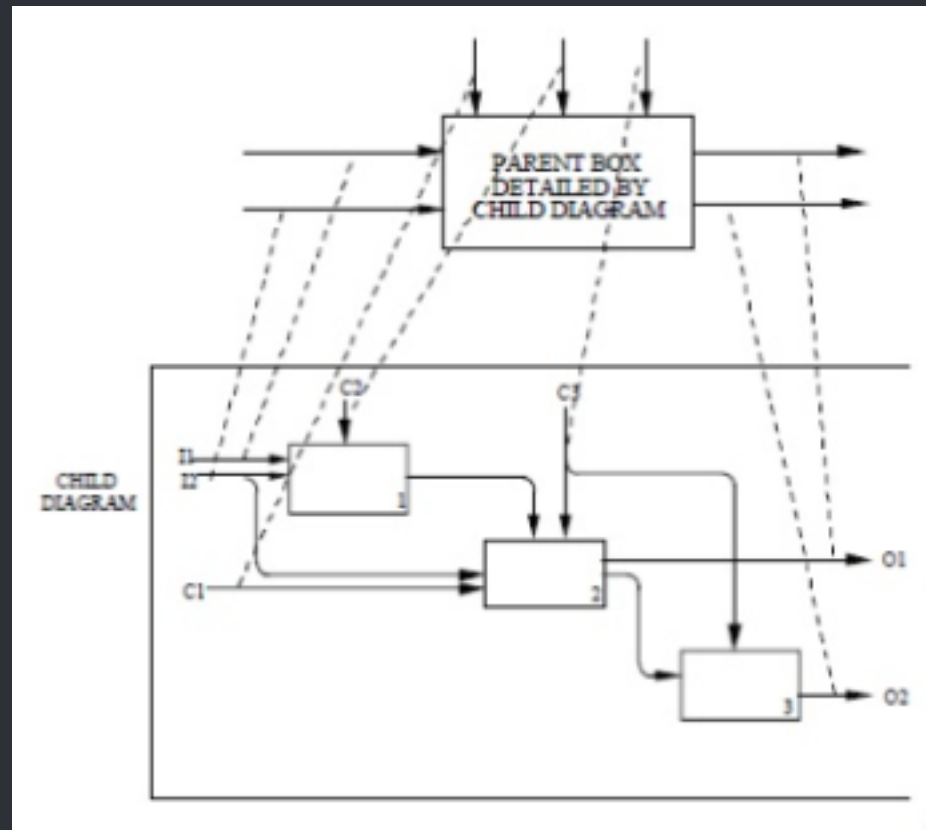 PARENT BOX
DETAILED BY
CHILD DIAGRAM
C2
C3
I1
I2
CHILD
DIAGRAM
1
C1
2
O1
3
O2